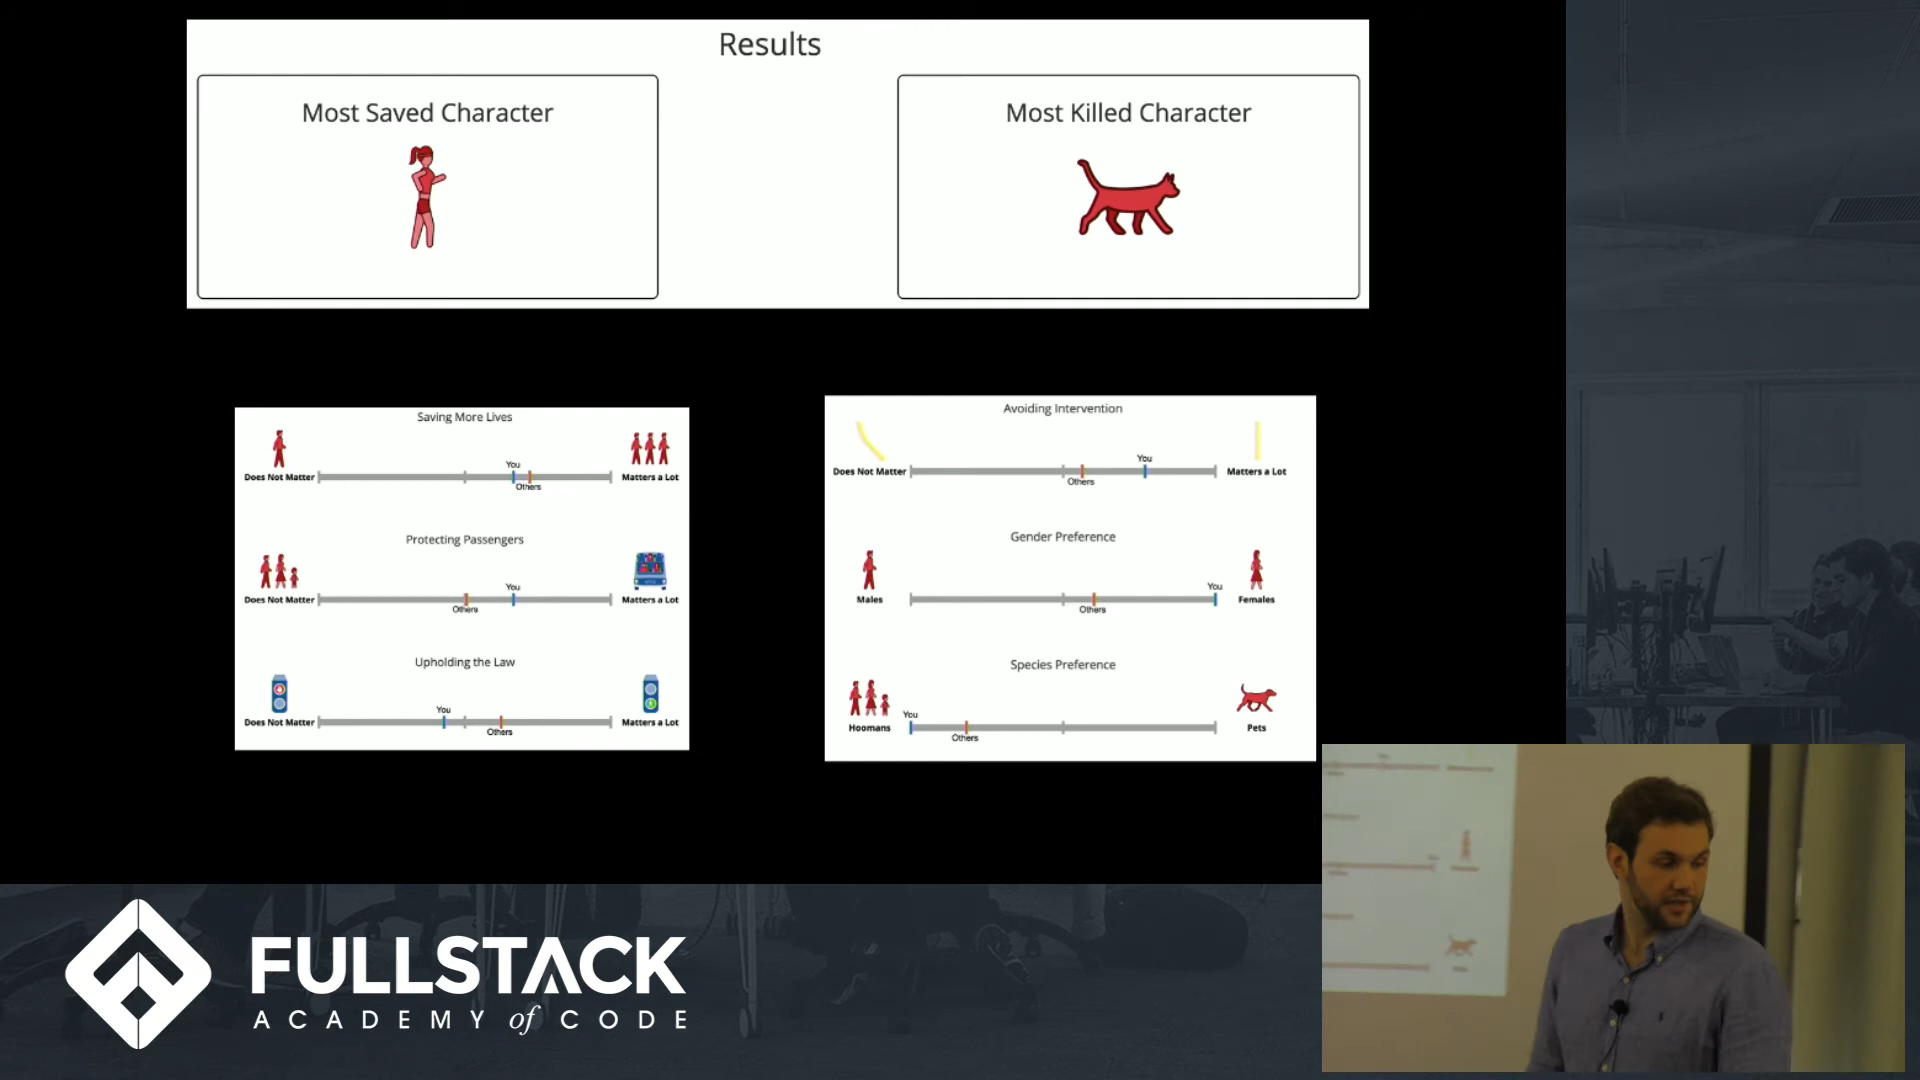 Results
Most Saved Character
Most Killed Character
Saving More Lives
You
Does Not Matter
Matters a Lot
Others
Protecting Passengers
You
Does Not Matter
Matters a Lot
Others
Upholding the Law
You
Does Not Matter
Matters a Lot
Others
Avoiding Intervention
You
Does Not Matter
Matters a Lot
Others
Gender Preference
You
Males
Females
Others
Species Preference
You
Hoomans
Pets
Others
FULLSTACK
ACADEMY of CODE